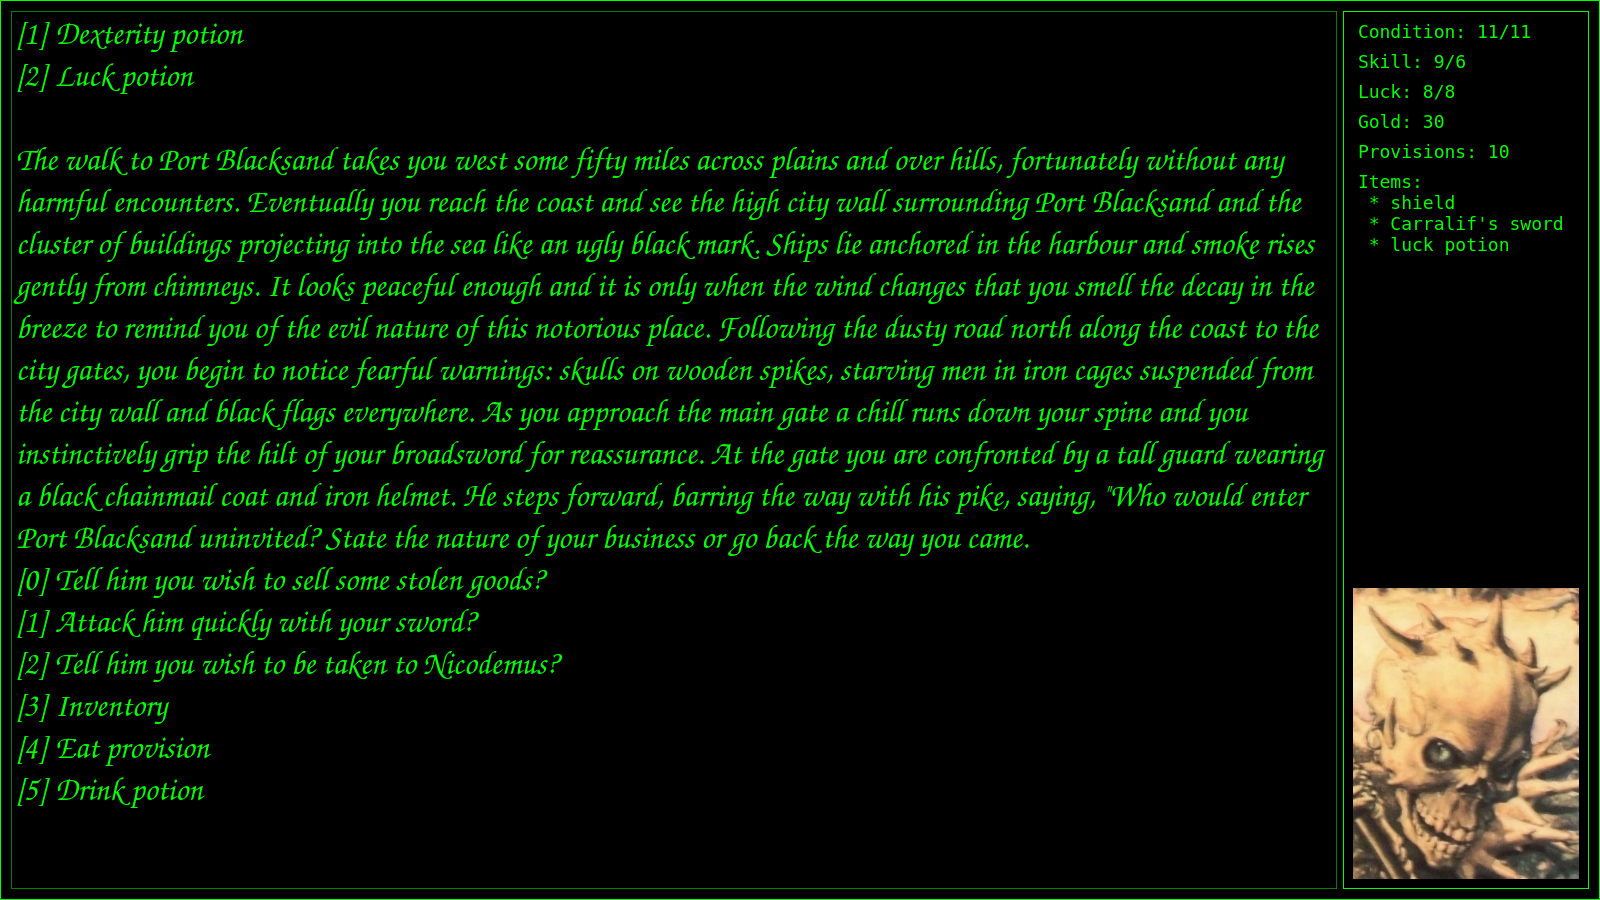 [1] Dexterity potion
[2] Luck potion
The walk to Port Blacksand takes you west some fifty miles across plains and over hills, fortunately without any
harmful encounters. Eventually you reach the coast and see the high city wall surrounding Port Blacksand and the
cluster of buildings projecting into the sea like an ugly black mark. Ships lie anchored in the harbour and smoke rises
gently from chimneys. It looks peaceful enough and it is only when the wind changes that you smell the decay in the
breeze to remind you of the evil nature of this notorious place. Following the dusty road north along the coast to the
city gates, you begin to notice fearful warnings: skulls on wooden spikes, starving men in iron cages suspended from
the city wall and black flags everywhere. As you approach the main gate a chill runs down your spine and you
instinctively grip the hilt of your broadsword for reassurance. At the gate you are confronted by a tall guard wearing
a black chainmail coat and iron helmet. He steps forward, barring the way with his pike, saying, "Who would enter
Port Blacksand uninvited? State the nature of your business or go back the way you came.
[0] Tell him you wish to sell some stolen goods?
[1] Attack him quickly with your sword?
[2] Tell him you wish to be taken to Nicodemus?
[3] Inventory
[4] Eat provision
[5] Drink potion
Condition: 11/11
Skill: 9/6
Luck: 8/8
Gold: 30
Provisions: 10
Items:
* shield
* Carralif's sword
* luck potion